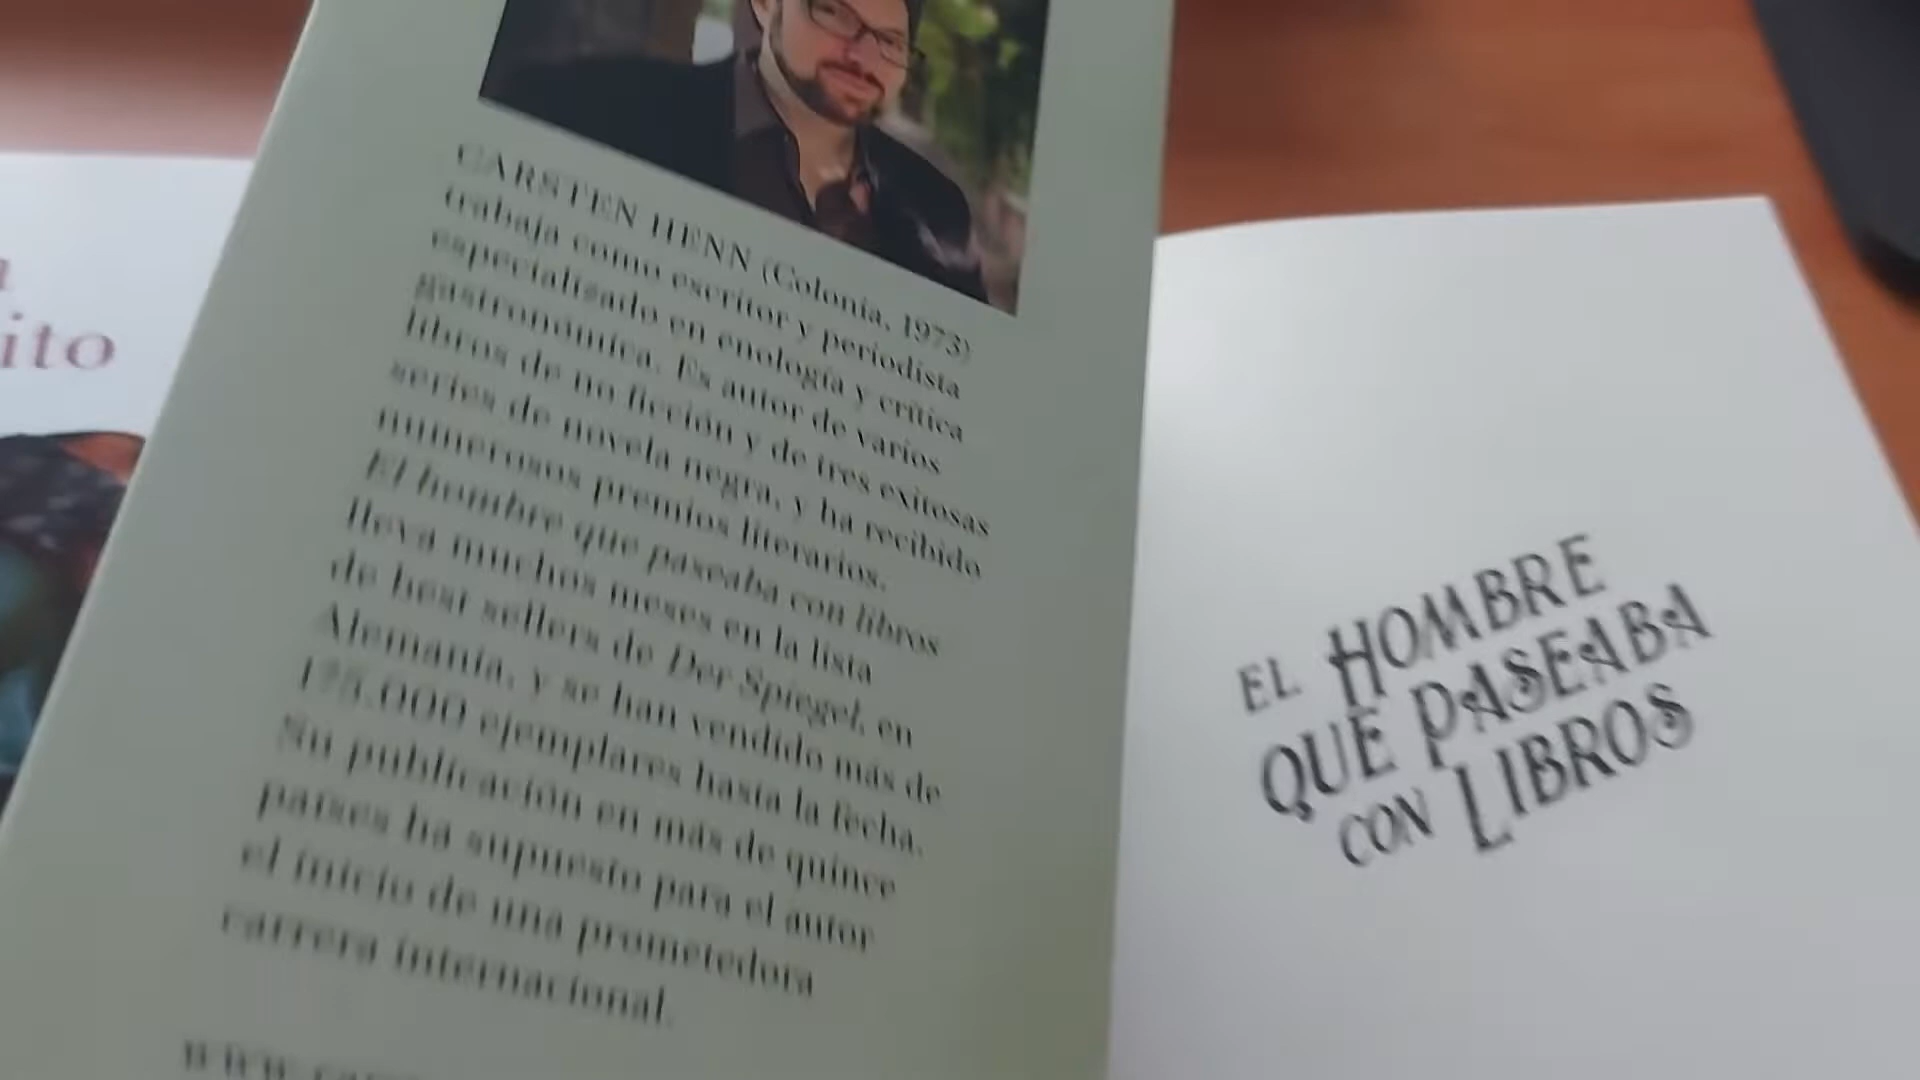 ito
CARSTEN HENN (Colonia, 1973)
trabaja como escritor y periodista
especializado en enología y crítica
gastronómica. Es autor de varios
libros de no ficción y de tres exitosas
series de novela negra, y ha recibido
numerosos premios literarios.
El hombre que paseaba con libros
lleva muchos meses en la lista
de best sellers de Der Spiegel, en
Alemania, y se han vendido más de
175.000 ejemplares hasta la fecha.
Su publicación en más de quince
países ha supuesto para el autor
el inicio de una prometedora
carrera internacional.
EL HOMBRE
QUE PASEABA
CON LIBROS